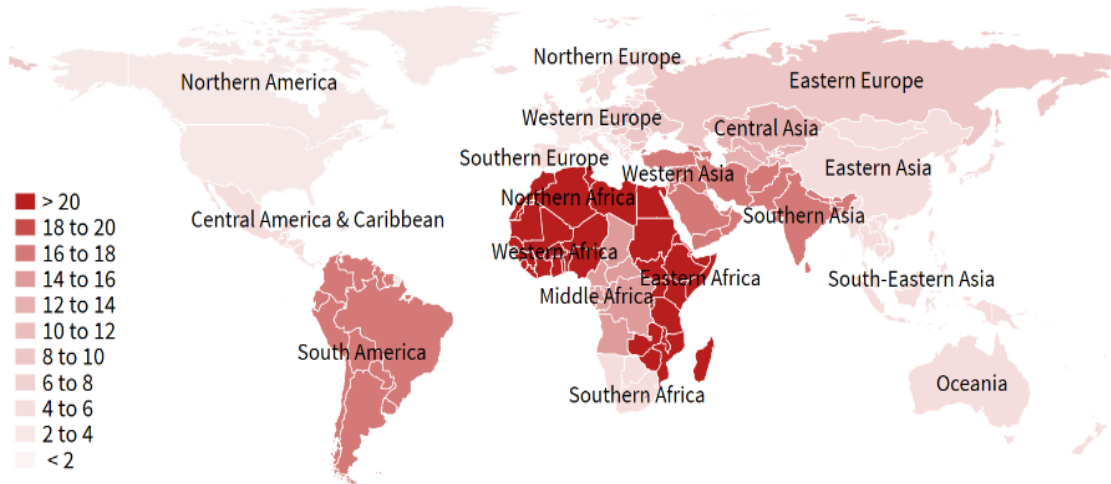 Northern Europe
Northern America
Eastern Europe
Western Europe
Central Asia
Southern Europe
Eastern Asia
Western Asia
Northern Africa
Southern Asia
Central America & Caribbean
Western Africa
Eastern Africa
South-Eastern Asia
Middle Africa
South America
Oceania
Southern Africa
> 20
18 to 20
16 to 18
14 to 16
12 to 14
10 to 12
8 to 10
6 to 8
4 to 6
2 to 4
< 2